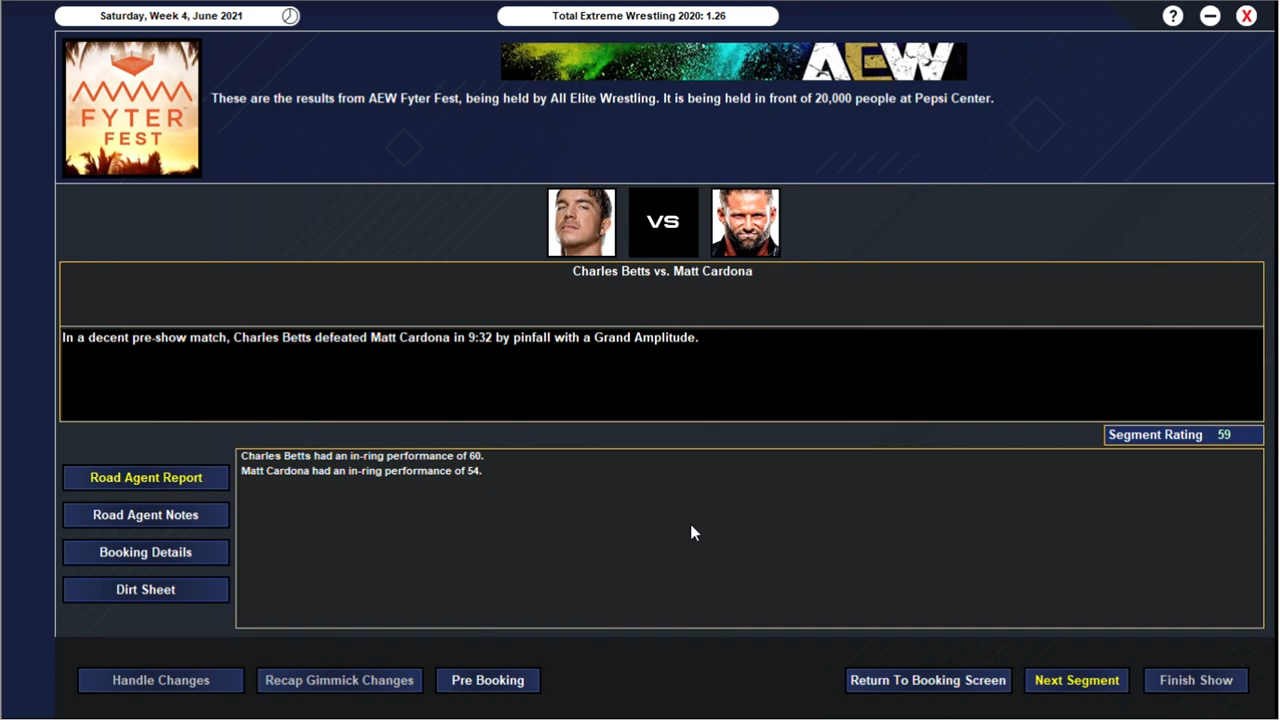 Saturday, Week 4, June 2021
Total Extreme Wrestling 2020: 1.26
?
X
FYTER
FEST
AEW
These are the results from AEW Fyter Fest, being held by All Elite Wrestling. It is being held in front of 20,000 people at Pepsi Center.
VS
Charles Betts vs. Matt Cardona
In a decent pre-show match, Charles Betts defeated Matt Cardona in 9:32 by pinfall with a Grand Amplitude.
Segment Rating 59
Charles Betts had an in-ring performance of 60.
Matt Cardona had an in-ring performance of 54.
Road Agent Report
Road Agent Notes
Booking Details
Dirt Sheet
Handle Changes
Recap Gimmick Changes
Pre Booking
Return To Booking Screen
Next Segment
Finish Show